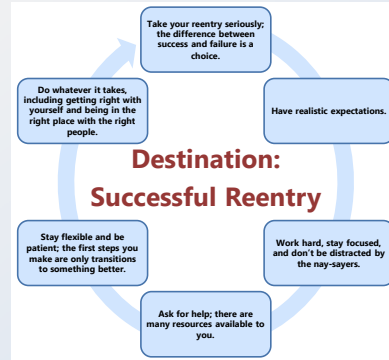 Take your reentry seriously;
the difference between
success and failure is a
choice.
Have realistic expectations.
Work hard, stay focused,
and don't be distracted by
the nay-sayers.
Ask for help; there are
many resources available to
you.
Stay flexible and be
patient; the first steps you
make are only transitions
to something better.
Do whatever it takes,
including getting right with
yourself and being in the
right place with the right
people.
Destination:
Successful Reentry